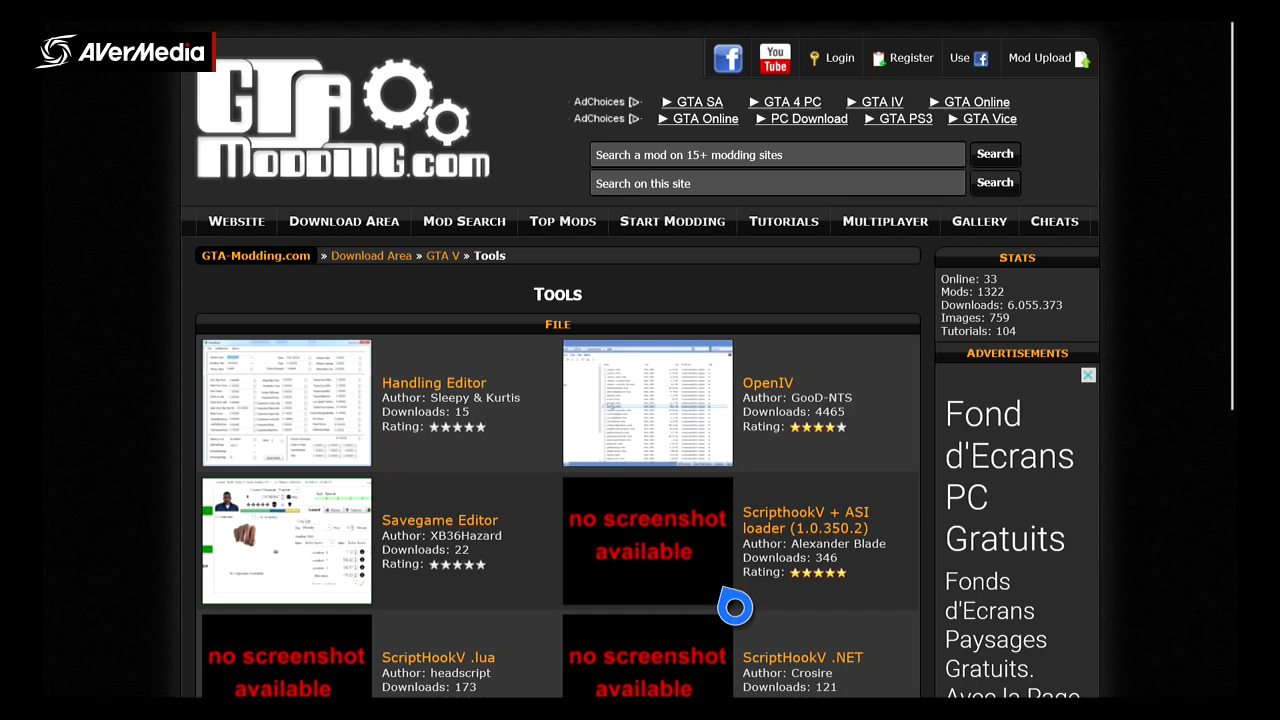 AVerMedia
GTA
Modding.com
You
Tube
Login
Register
Use
Mod Upload
AdChoices
GTA SA
GTA 4 PC
GTA IV
GTA Online
AdChoices
GTA Online
PC Download
GTA PS3
GTA Vice
Search a mod on 15+ modding sites
Search
Search on this site
Search
Website
Download Area
Mod Search
Top Mods
Start Modding
Tutorials
Multiplayer
Gallery
Cheats
GTA-Modding.com » Download Area » GTA V » Tools
Tools
File
Handling Editor
Author: Sleepy & Kurtis
Downloads: 15
Rating:
OpenIV
Author: GooD-NTS
Downloads:
Rating:
Savegame Editor
Author: XB36Hazard
Downloads: 22
Rating:
no screenshot
available
ScripthookV + ASI
Loader (1.0.350.2)
Author: Alexander Blade
Downloads: 346
Rating:
no screenshot
available
ScriptHookV .lua
Author: headscript
Downloads: 173
no screenshot
available
ScriptHookV .NET
Author: Crosire
Downloads: 121
Stats
Online: 33
Mods: 1322
Downloads: 6.055.373
Images: 759
Tutorials: 104
Advertisements
Fond
d'Ecrans
PC
Gratuits
Fonds
d'Ecrans
Paysages
Gratuits.
Avec la Page